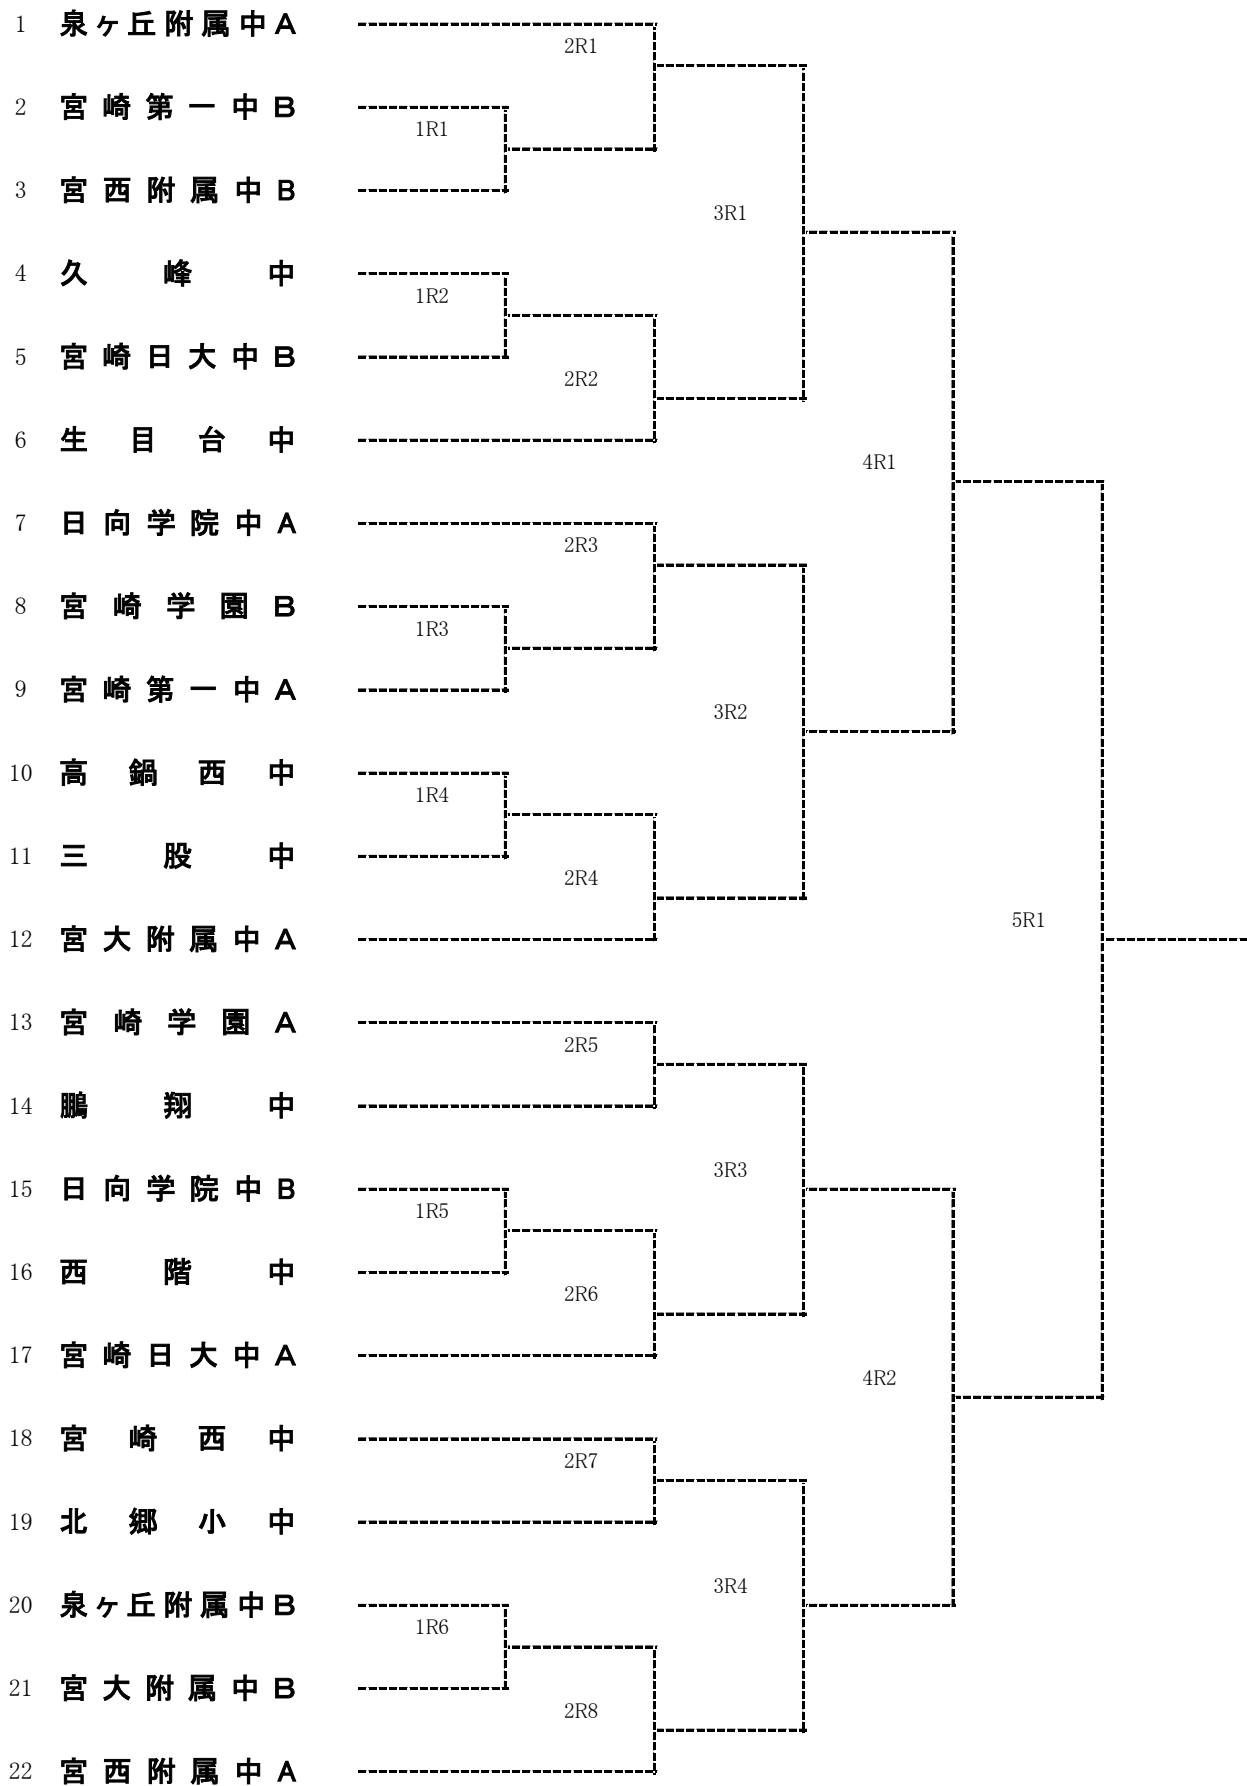 1 泉ヶ丘附属中A
2R1
2 宮崎第一中B
1R1
3 宮西附属中B
3R1
4 久峰中
1R2
5 宮崎日大中B
2R2
6 生目台中
4R1
7 日向学院中A
2R3
8 宮崎学園B
1R3
9 宮崎第一中A
3R2
10 高鍋西中
1R4
11 三股中
2R4
5R1
12 宮大附属中A
13 宮崎学園A
2R5
14 鵬翔中
3R3
15 日向学院中B
1R5
16 西階中
2R6
17 宮崎日大中A
4R2
18 宮崎西中
2R7
19 北郷小中
3R4
20 泉ヶ丘附属中B
1R6
21 宮大附属中B
2R8
22 宮西附属中A